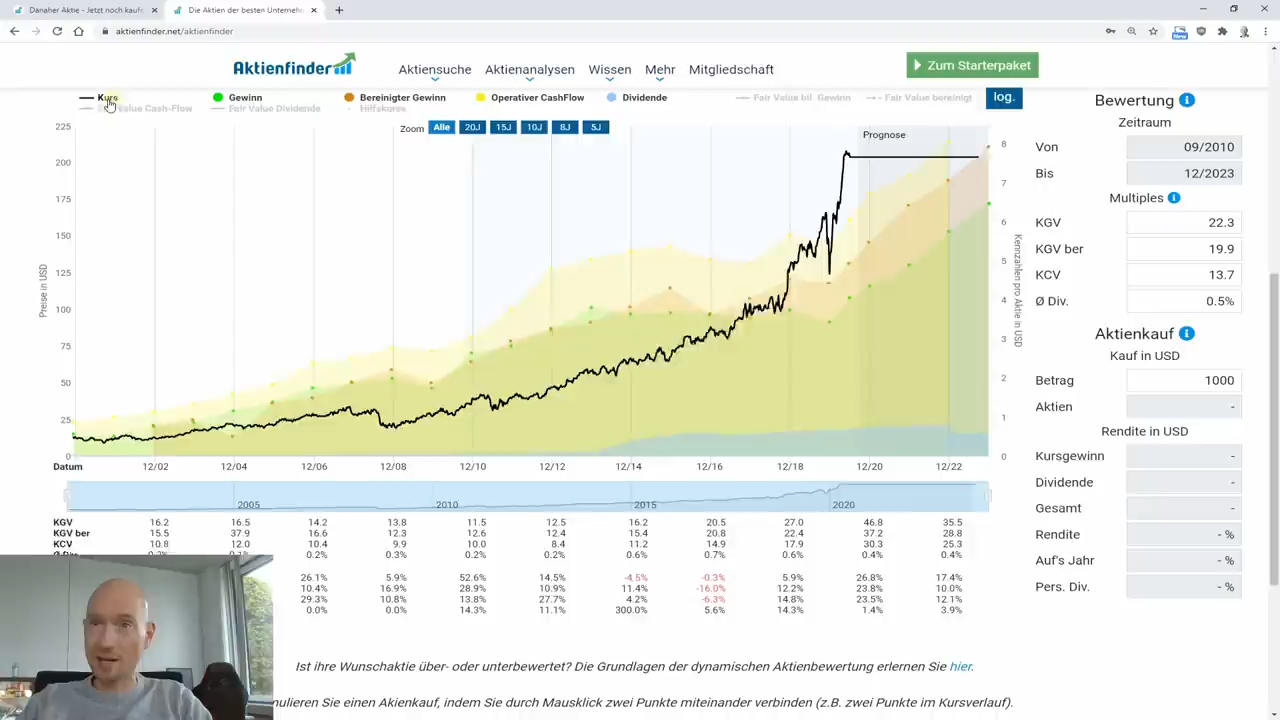 Danaher Aktie - Jetzt noch kaufe
Die Aktien der besten Unternehm
aktienfinder.net/aktienfinder
New
Aktienfinder
Aktiensuche
Aktienanalysen
Wissen
Mehr
Mitgliedschaft
Zum Starterpaket
Kurs
Gewinn
Bereinigter Gewinn
Operativer CashFlow
Dividende
Fair Value bil. Gewinn
Fair Value bereinigt
log.
Value Cash-Flow
Fair Value Dividende
Hilfskurse
Zoom Alle 20J 15J 10J 8J 5J
Prognose
225
200
175
150
125
100
75
50
25
0
Preise in USD
8
7
6
5
4
3
2
1
0
Kennzahlen pro Aktie in USD
Datum 12/02 12/04 12/06 12/08 12/10 12/12 12/14 12/16 12/18 12/20 12/22
2005 2010 2015 2020
KGV 16.2 16.5 14.2 13.8 11.5 12.5 16.2 20.5 27.0 46.8 35.5
KGV ber 15.5 37.9 16.6 12.3 12.6 12.4 15.4 20.8 22.4 37.2 28.8
KCV 10.8 12.0 10.4 9.9 10.0 8.4 11.2 14.9 17.9 30.3 25.3
0.2% 0.3% 0.2% 0.2% 0.6% 0.7% 0.6% 0.4% 0.4%
26.1% 5.9% 52.6% 14.5% -4.5% -0.3% 5.9% 26.8% 17.4%
10.4% 16.9% 28.9% 10.9% 11.4% -16.0% 12.2% 23.8% 10.0%
29.3% 10.8% 13.8% 27.7% 4.2% -6.3% 14.8% 23.5% 12.1%
0.0% 0.0% 14.3% 11.1% 300.0% 5.6% 14.3% 1.4% 3.9%
Ist ihre Wunschaktie über- oder unterbewertet? Die Grundlagen der dynamischen Aktienbewertung erlernen Sie hier.
nulieren Sie einen Akienkauf, indem Sie durch Mausklick zwei Punkte miteinander verbinden (z.B. zwei Punkte im Kursverlauf).
Bewertung
Zeitraum
Von 09/2010
Bis 12/2023
Multiples
KGV 22.3
KGV ber 19.9
KCV 13.7
Ø Div. 0.5%
Aktienkauf
Kauf in USD
Betrag 1000
Aktien -
Rendite in USD
Kursgewinn -
Dividende -
Gesamt -
Rendite - %
Auf's Jahr - %
Pers. Div. - %